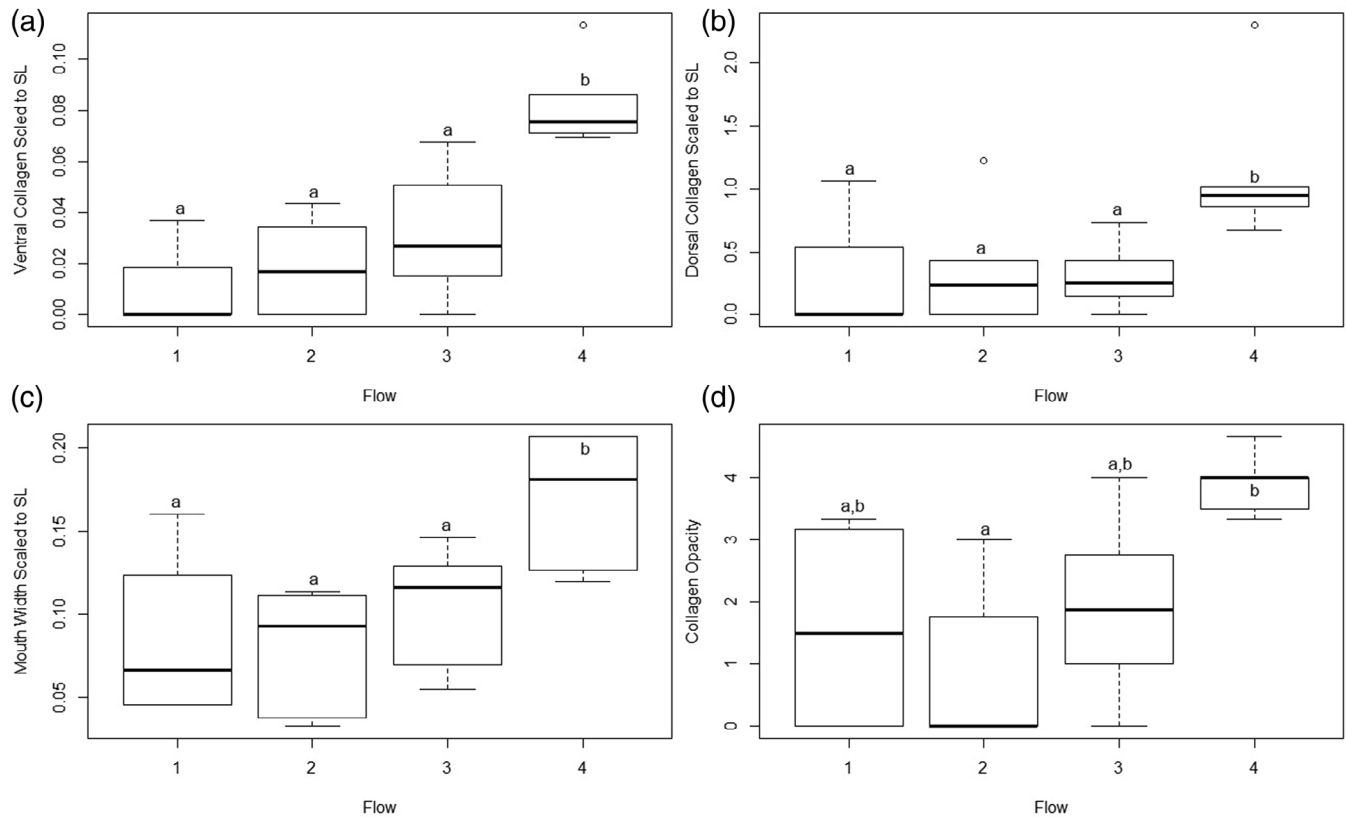 (a)
Ventral Collagen Scled to SL
0.00 0.02 0.04 0.06 0.08 0.10
a a a b
1 2 3 4
Flow
(b)
Dorsal Collagen Scaled to SL
0.0 0.5 1.0 1.5 2.0
a a a b
1 2 3 4
Flow
(c)
Mouth Width Scaled to SL
0.05 0.10 0.15 0.20
a a a b
1 2 3 4
Flow
(d)
Collagen Opacity
0 1 2 3 4
a,b a a,b b
1 2 3 4
Flow